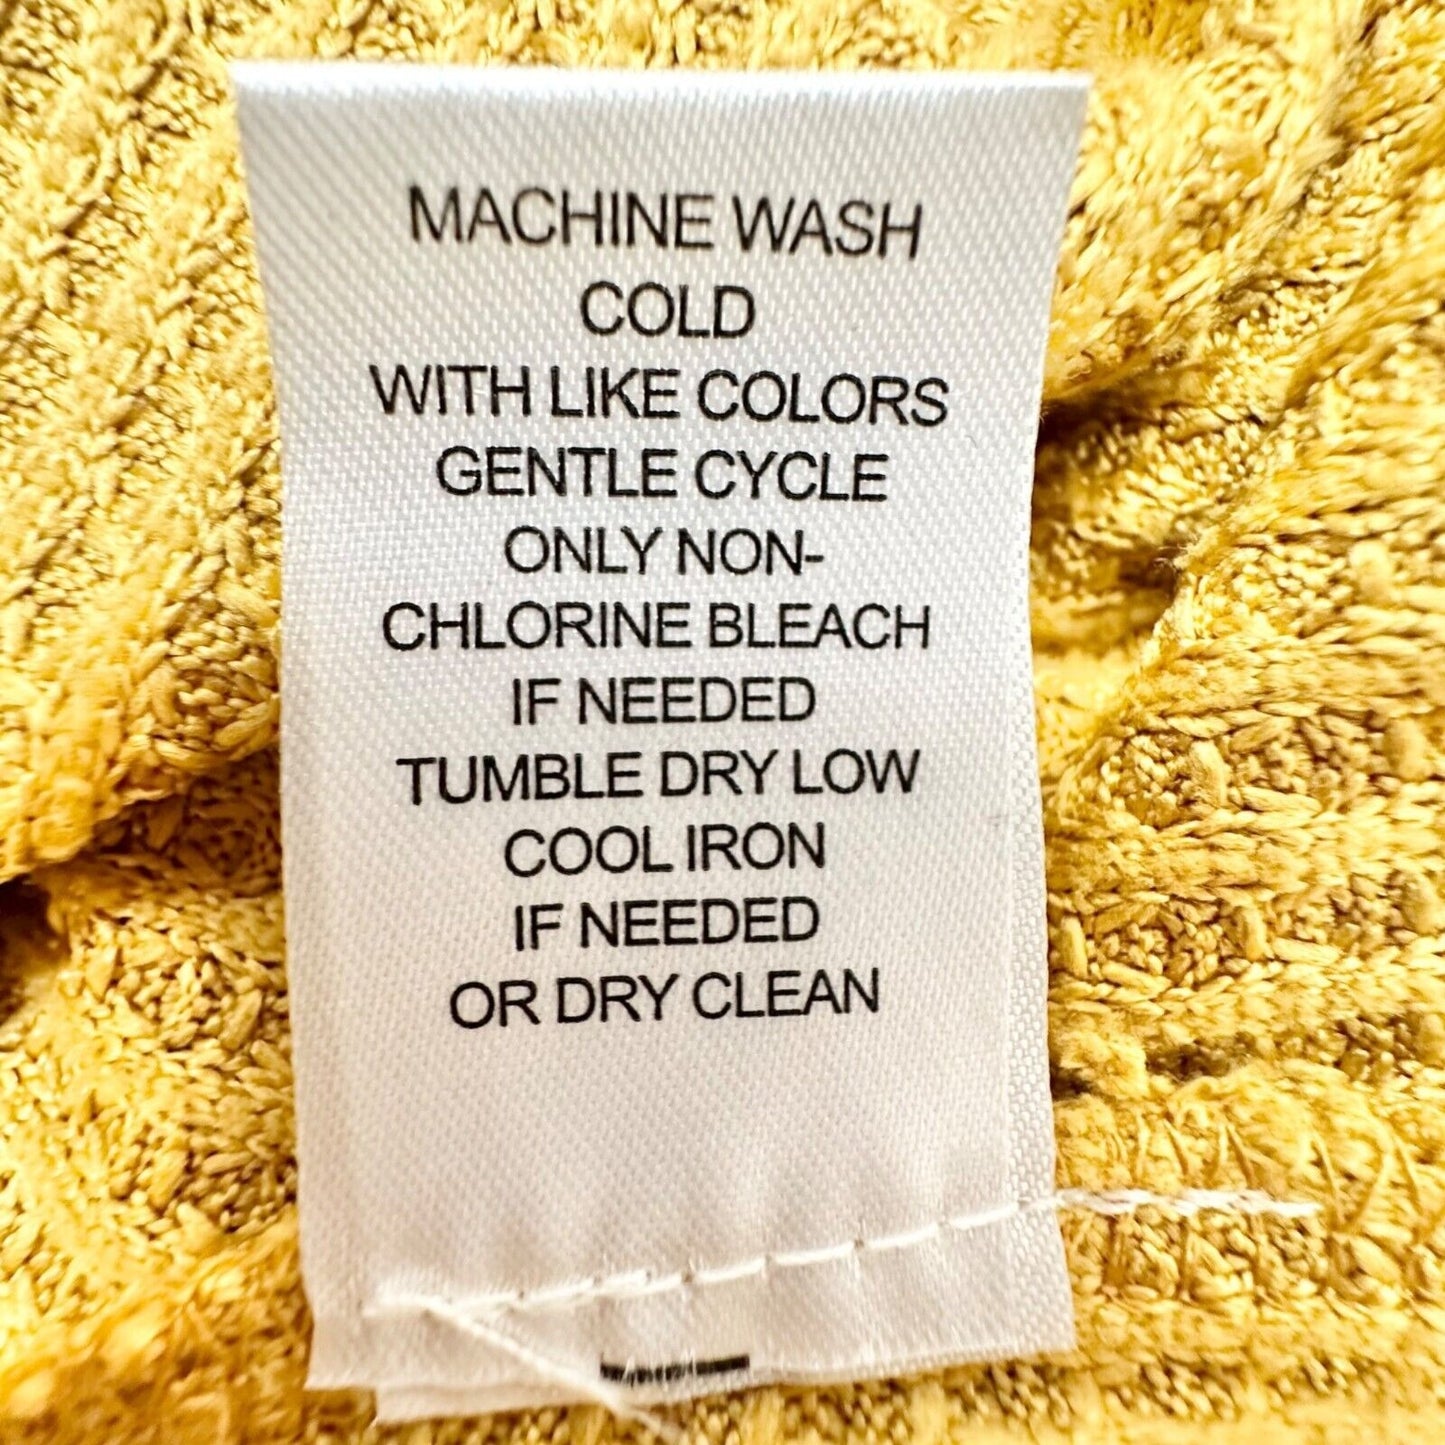 MACHINE WASH
COLD
WITH LIKE COLORS
GENTLE CYCLE
ONLY NON-
CHLORINE BLEACH
IF NEEDED
TUMBLE DRY LOW
COOL IRON
IF NEEDED
OR DRY CLEAN